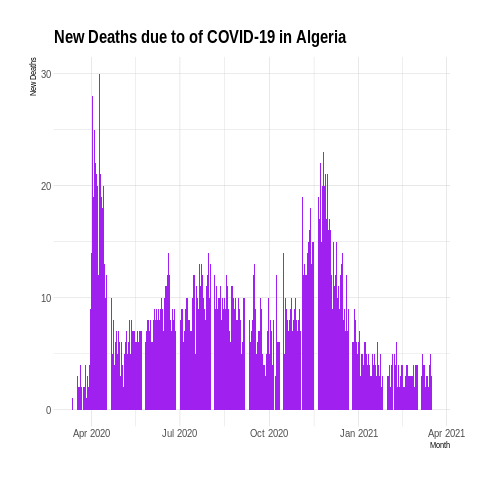 New Deaths due to of COVID-19 in Algeria
New Deaths
30
20
10
0
Apr 2020 Jul 2020 Oct 2020 Jan 2021 Apr 2021
Month